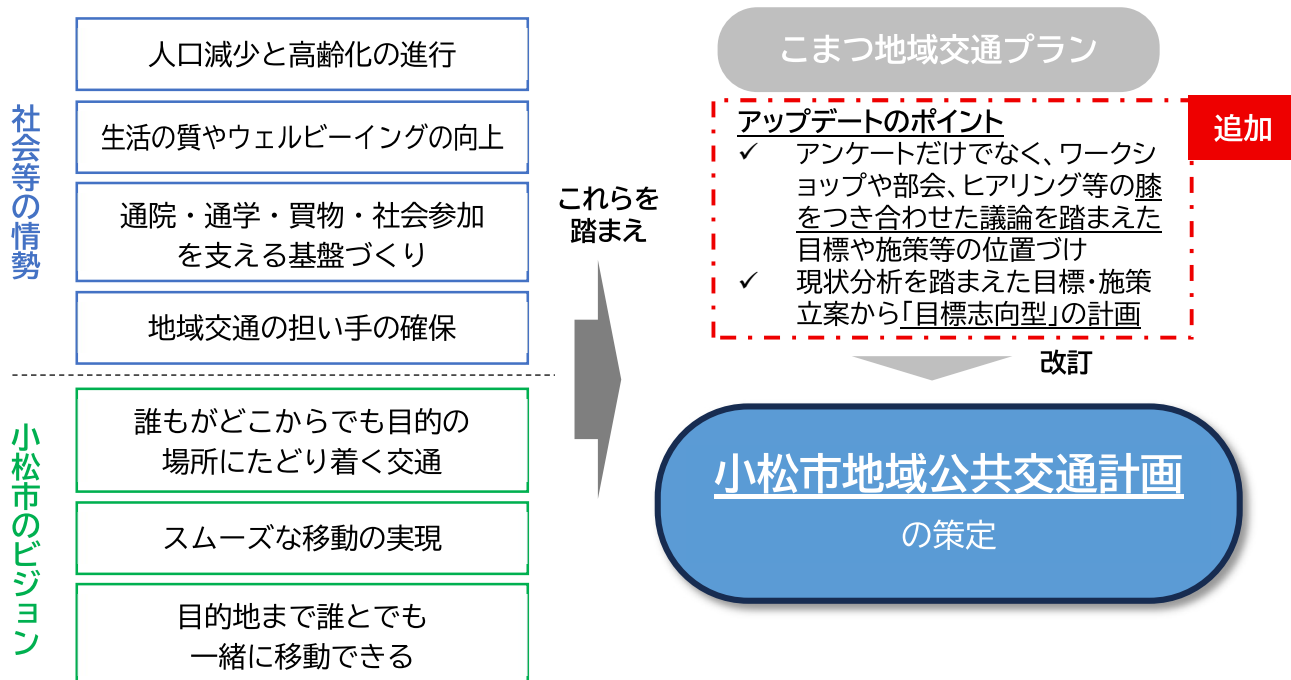 社会等の情勢
人口減少と高齢化の進行
生活の質やウェルビーイングの向上
通院・通学・買物・社会参加
を支える基盤づくり
地域交通の担い手の確保
小松市のビジョン
誰もがどこからでも目的の
場所にたどり着く交通
スムーズな移動の実現
目的地まで誰とでも
一緒に移動できる
これらを
踏まえ
こまつ地域交通プラン
追加
アップデートのポイント
✓ アンケートだけでなく、ワークシ
ョップや部会、ヒアリング等の膝
をつき合わせた議論を踏まえた
目標や施策等の位置づけ
✓ 現状分析を踏まえた目標・施策
立案から「目標志向型」の計画
改訂
小松市地域公共交通計画
の策定